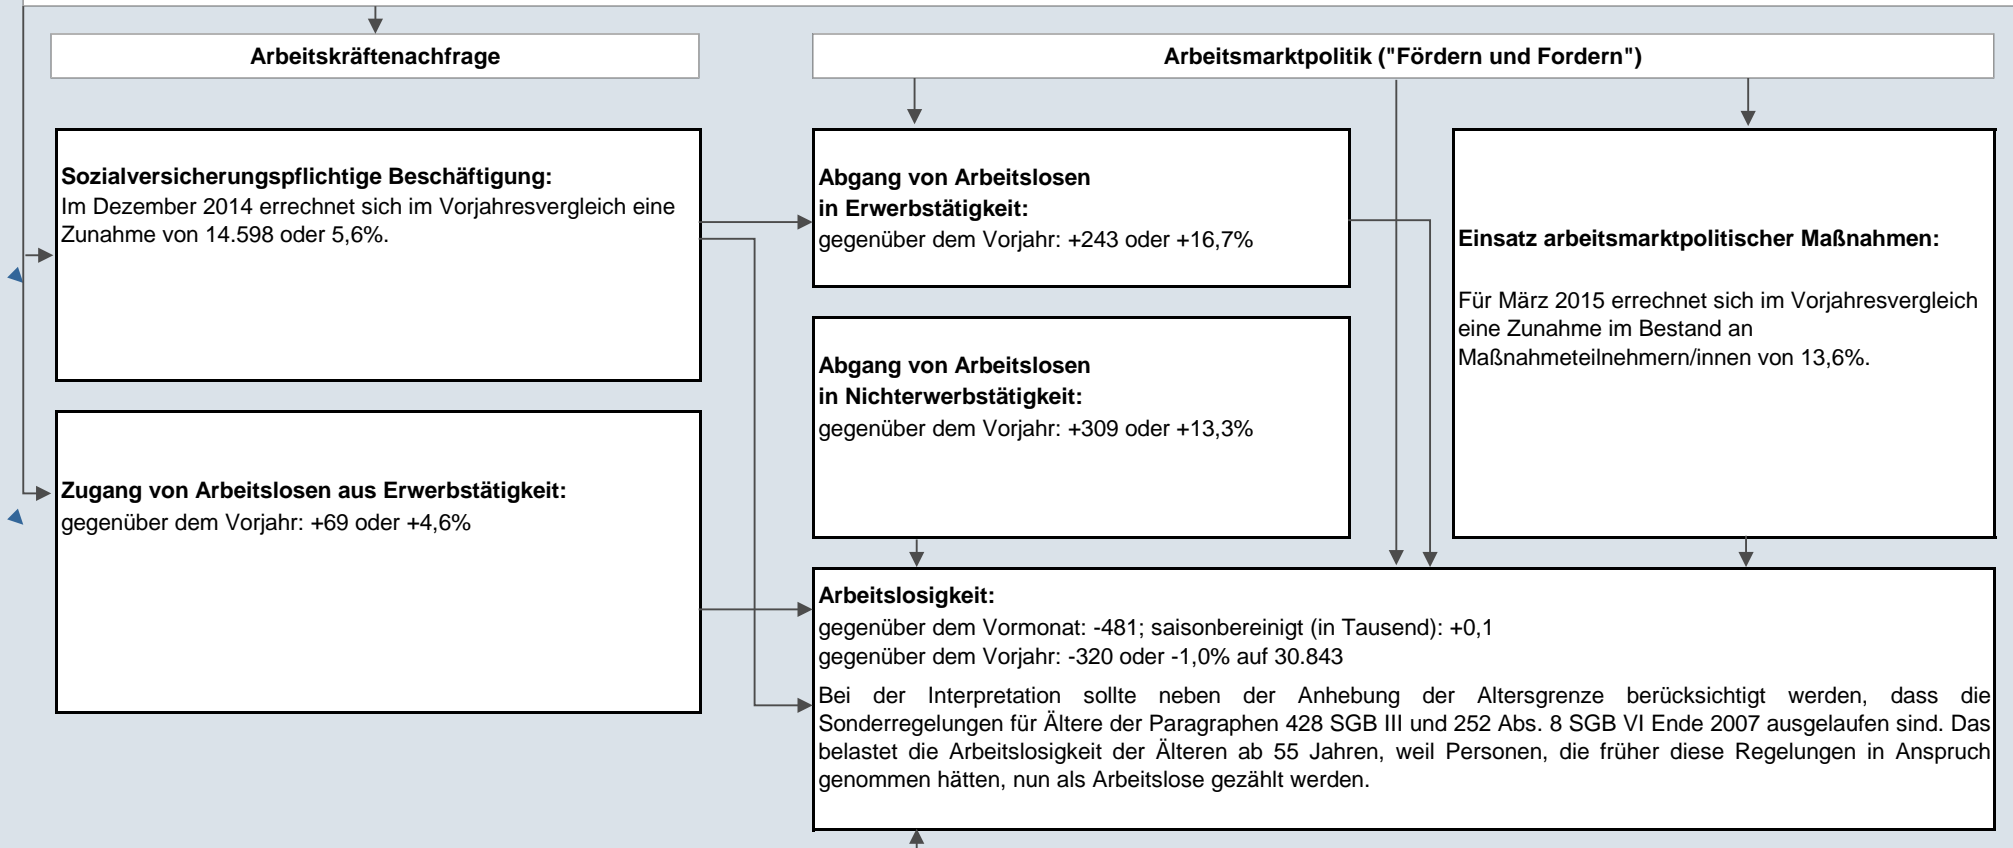 Arbeitskräftenachfrage
Arbeitsmarktpolitik ("Fördern und Fordern")
Sozialversicherungspflichtige Beschäftigung:
Im Dezember 2014 errechnet sich im Vorjahresvergleich eine
Zunahme von 14.598 oder 5,6%.
Zugang von Arbeitslosen aus Erwerbstätigkeit:
gegenüber dem Vorjahr: +69 oder +4,6%
Abgang von Arbeitslosen
in Erwerbstätigkeit:
gegenüber dem Vorjahr: +243 oder +16,7%
Abgang von Arbeitslosen
in Nichterwerbstätigkeit:
gegenüber dem Vorjahr: +309 oder +13,3%
Einsatz arbeitsmarktpolitischer Maßnahmen:
Für März 2015 errechnet sich im Vorjahresvergleich
eine Zunahme im Bestand an
Maßnahmeteilnehmern/innen von 13,6%.
Arbeitslosigkeit:
gegenüber dem Vormonat: -481; saisonbereinigt (in Tausend): +0,1
gegenüber dem Vorjahr: -320 oder -1,0% auf 30.843
Bei der Interpretation sollte neben der Anhebung der Altersgrenze berücksichtigt werden, dass die
Sonderregelungen für Ältere der Paragraphen 428 SGB III und 252 Abs. 8 SGB VI Ende 2007 ausgelaufen sind. Das
belastet die Arbeitslosigkeit der Älteren ab 55 Jahren, weil Personen, die früher diese Regelungen in Anspruch
genommen hätten, nun als Arbeitslose gezählt werden.